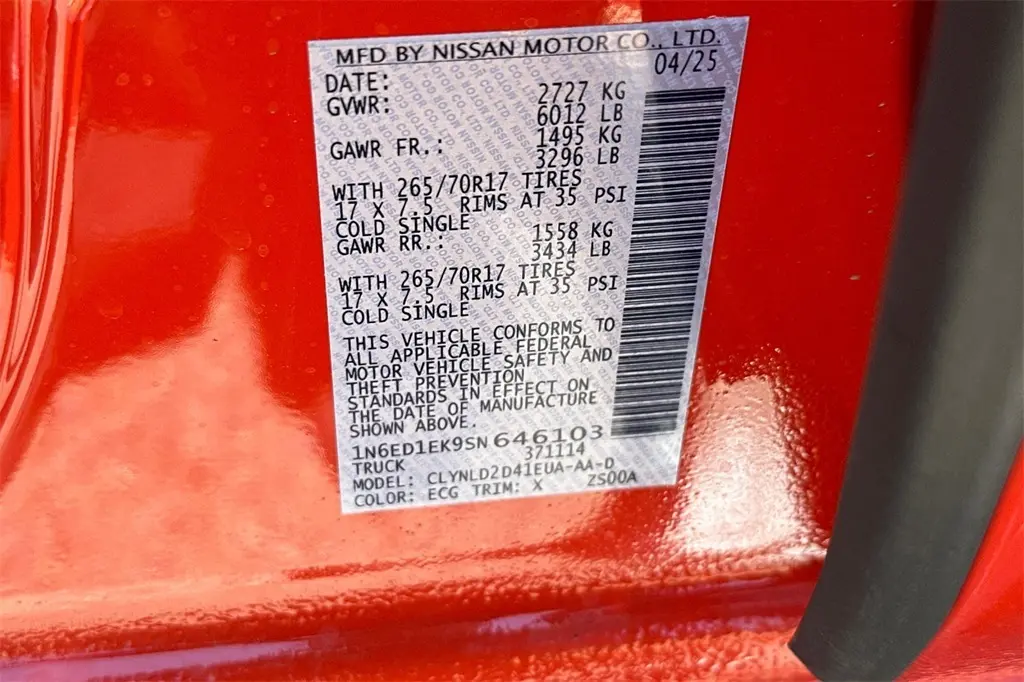 MFD BY NISSAN MOTOR CO., LTD.
DATE: 04/25
GVWR: 2727 KG
6012 LB
GAWR FR.: 1495 KG
3296 LB
WITH 265/70R17 TIRES
17 X 7.5 RIMS AT 35 PSI
COLD SINGLE
GAWR RR.: 1558 KG
3434 LB
WITH 265/70R17 TIRES
17 X 7.5 RIMS AT 35 PSI
COLD SINGLE
THIS VEHICLE CONFORMS TO
ALL APPLICABLE FEDERAL
MOTOR VEHICLE SAFETY AND
THEFT PREVENTION
STANDARDS IN EFFECT ON
THE DATE OF MANUFACTURE
SHOWN ABOVE.
1N6ED1EK9SN646103
TRUCK 371114
MODEL: CLYNLD2D41EUA-AA-D
COLOR: ECG TRIM: X ZS00A